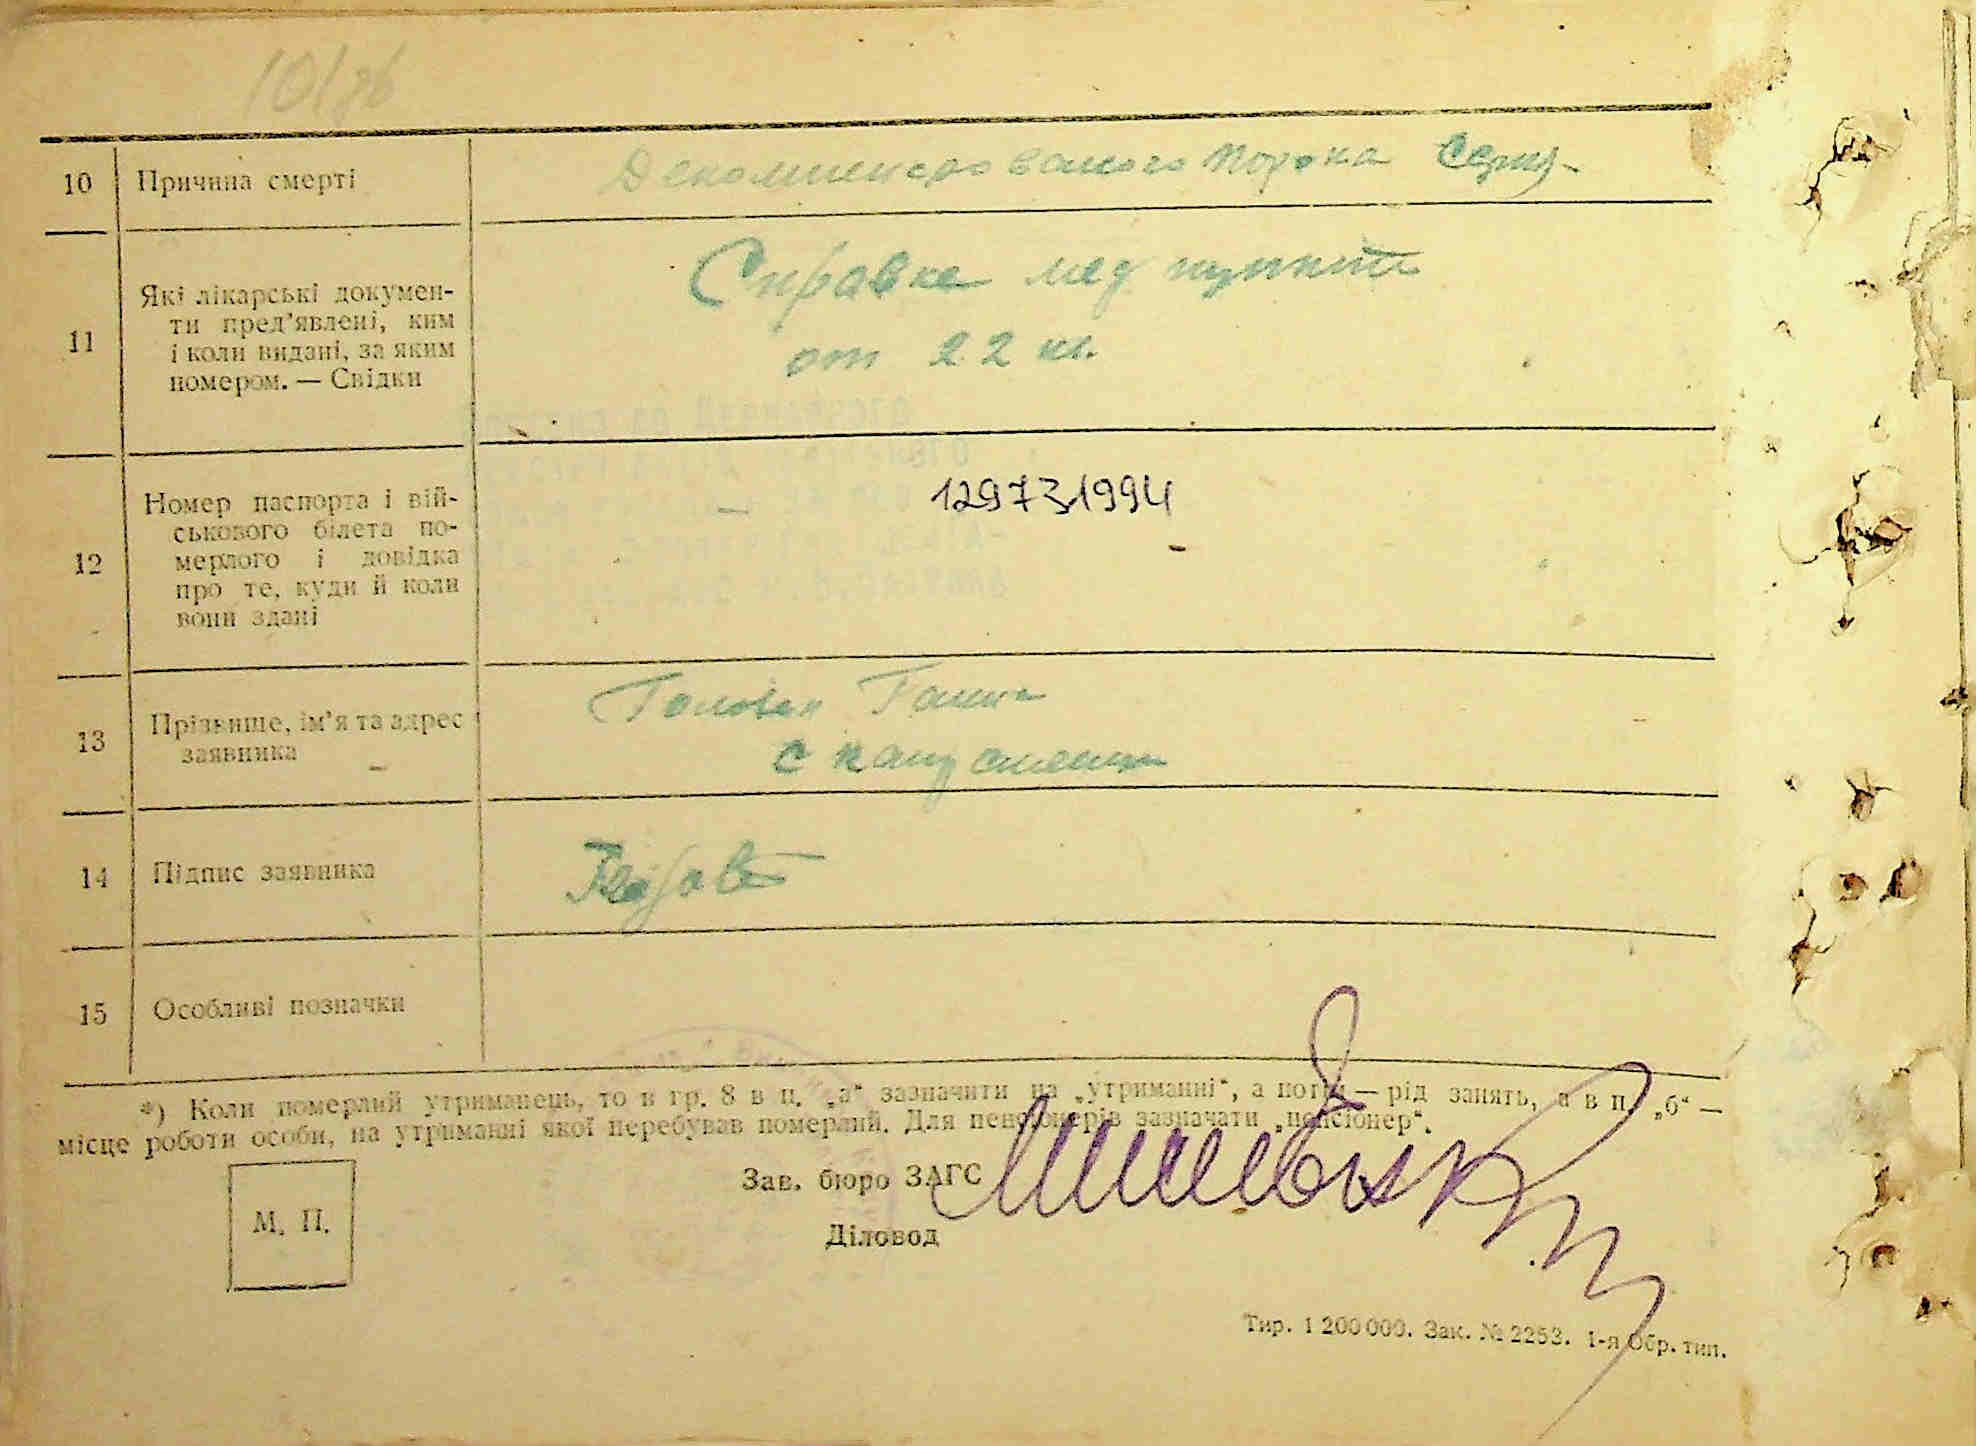 10
Причина смерті
Декомпенсированого порока Серд-
11
Які лікарські докумен-
ти пред'явлені, ким
і коли видані, за яким
номером. — Свідки
Справка мед пункта
от 22
12
Номер паспорта і вій-
ськового білета по-
мерлого і довідка
про те, куди й коли
вони здані
— 129731994
13
Прізвище, ім'я та адрес
заявника
Головач Ганна
с
14
Підпис заявника
15
Особливі позначки
*) Коли померлий утриманець, то в гр. 8 в п. „а“ зазначити на „утриманні“, а потім — рід занять, а в п. „б“ —
місце роботи особи, на утриманні якої перебував померлий. Для пенсіонерів зазначати „пенсіонер“.
М. П.
Зав. бюро ЗАГС
Діловод
Тир. 1 200 000. Зак. № 2253. 1-я Обр. тип.